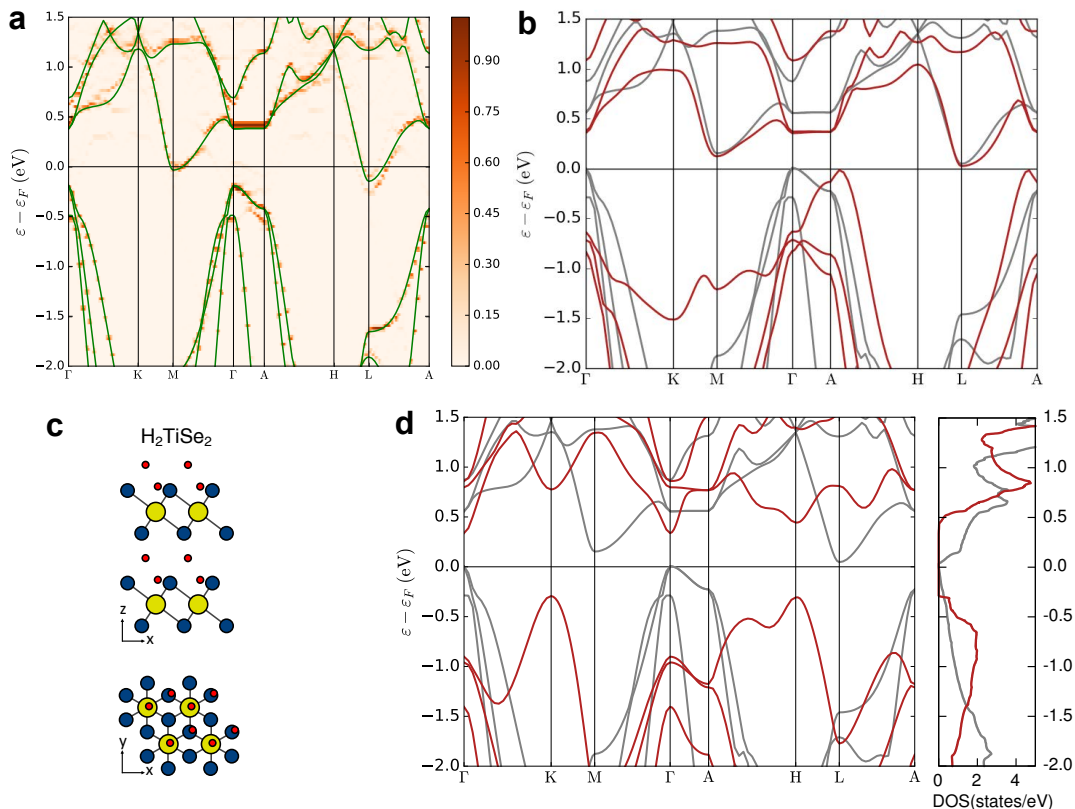 a
1.5
1.0
0.5
0.0
−0.5
−1.0
−1.5
−2.0
ε − ε_F (eV)
Γ K M Γ A H L A
0.90
0.75
0.60
0.45
0.30
0.15
0.00
b
1.5
1.0
0.5
0.0
−0.5
−1.0
−1.5
−2.0
ε − ε_F (eV)
Γ K M Γ A H L A
c
H₂TiSe₂
z
x
y
x
d
1.5
1.0
0.5
0.0
−0.5
−1.0
−1.5
−2.0
ε − ε_F (eV)
Γ K M Γ A H L A
1.5
1.0
0.5
0.0
-0.5
-1.0
-1.5
-2.0
0 2 4
DOS(states/eV)